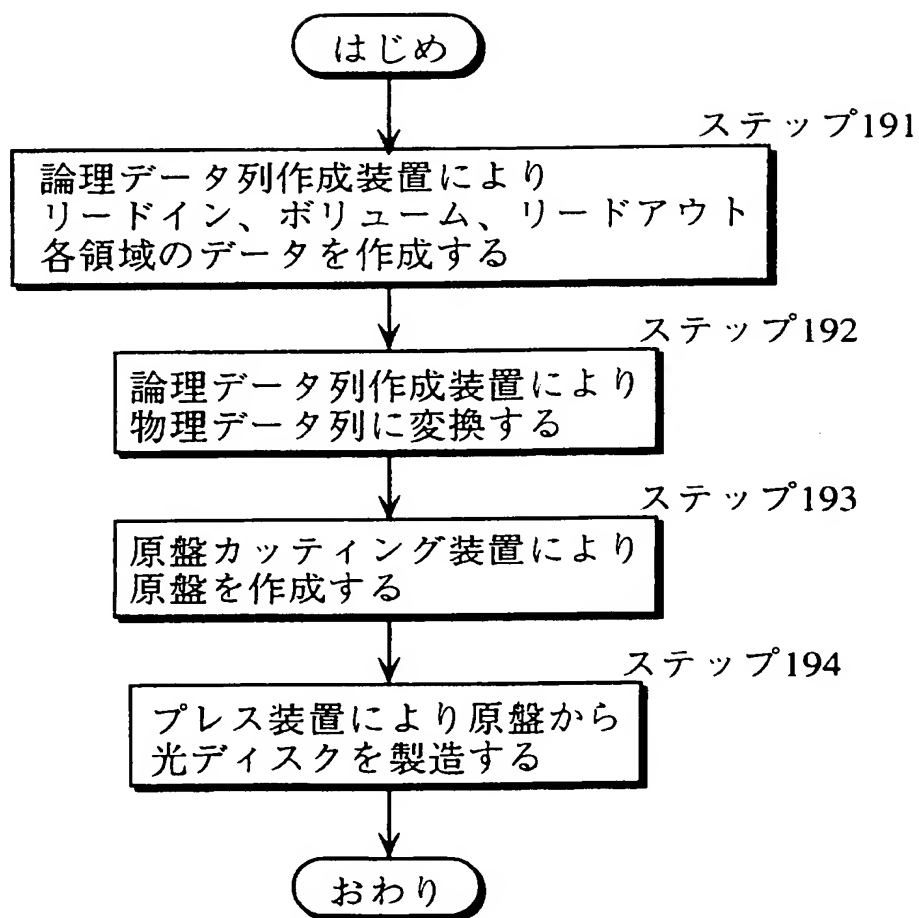 はじめ
ステップ191
論理データ列作成装置により
リードイン、ボリューム、リードアウト
各領域のデータを作成する
ステップ192
論理データ列作成装置により
物理データ列に変換する
ステップ193
原盤カッティング装置により
原盤を作成する
ステップ194
プレス装置により原盤から
光ディスクを製造する
おわり